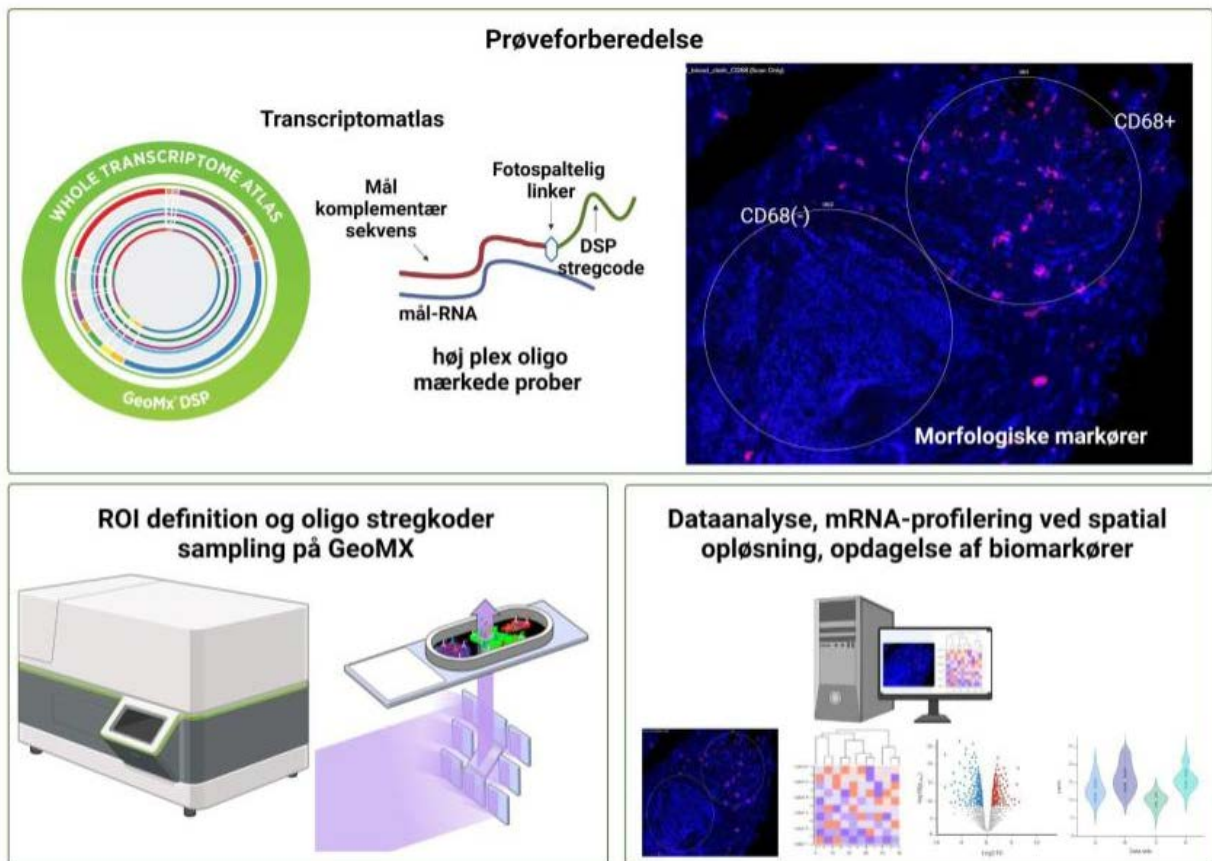 Prøveforberedelse
Transcriptomatlas
WHOLE TRANSCRIPTOME ATLAS
GeoMx® DSP
Mål
komplementær
sekvens
Fotospaltelig
linker
DSP
stregcode
mål-RNA
høj plex oligo
mærkede prober
CD68+
CD68(-)
Morfologiske markører
ROI definition og oligo stregkoder
sampling på GeoMX
Dataanalyse, mRNA-profilering ved spatial
opløsning, opdagelse af biomarkører